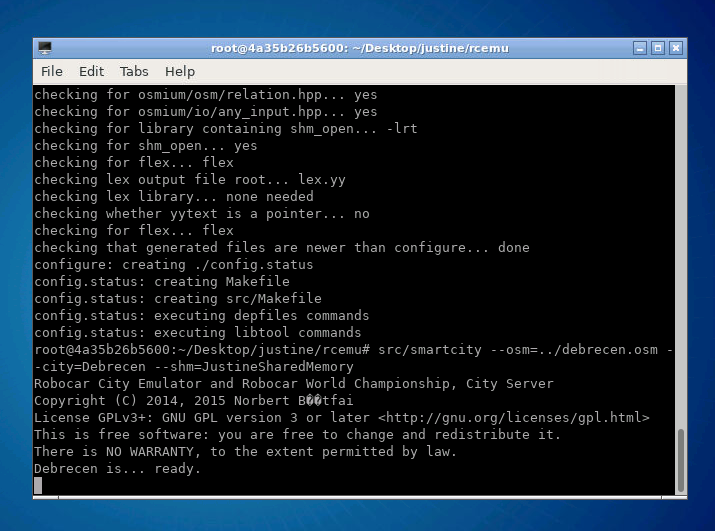 root@4a35b26b5600: ~/Desktop/justine/rcemu
File Edit Tabs Help
checking for osmium/osm/relation.hpp... yes
checking for osmium/io/any_input.hpp... yes
checking for library containing shm_open... -lrt
checking for shm_open... yes
checking for flex... flex
checking lex output file root... lex.yy
checking lex library... none needed
checking whether yytext is a pointer... no
checking for flex... flex
checking that generated files are newer than configure... done
configure: creating ./config.status
config.status: creating Makefile
config.status: creating src/Makefile
config.status: executing depfiles commands
config.status: executing libtool commands
root@4a35b26b5600:~/Desktop/justine/rcemu# src/smartcity --osm=../debrecen.osm -
-city=Debrecen --shm=JustineSharedMemory
Robocar City Emulator and Robocar World Championship, City Server
Copyright (C) 2014, 2015 Norbert B��tfai
License GPLv3+: GNU GPL version 3 or later <http://gnu.org/licenses/gpl.html>
This is free software: you are free to change and redistribute it.
There is NO WARRANTY, to the extent permitted by law.
Debrecen is... ready.